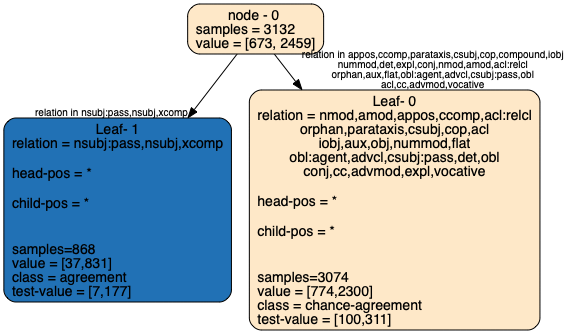 node - 0
samples = 3132
value = [673, 2459]
relation in appos,ccomp,parataxis,csubj,cop,compound,iobj
nummod,det,expl,conj,nmod,amod,acl:relcl
orphan,aux,flat,obl:agent,advcl,csubj:pass,obl
acl,cc,advmod,vocative
relation in nsubj:pass,nsubj,xcomp
Leaf- 1
relation = nsubj:pass,nsubj,xcomp
head-pos = *
child-pos = *
samples=868
value = [37,831]
class = agreement
test-value = [7,177]
Leaf- 0
relation = nmod,amod,appos,ccomp,acl:relcl
orphan,parataxis,csubj,cop,acl
iobj,aux,obj,nummod,flat
obl:agent,advcl,csubj:pass,det,obl
conj,cc,advmod,expl,vocative
head-pos = *
child-pos = *
samples=3074
value = [774,2300]
class = chance-agreement
test-value = [100,311]